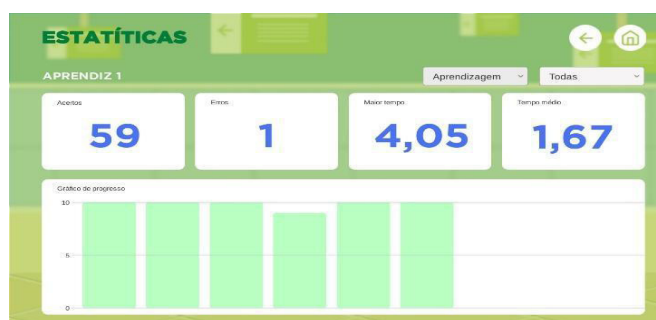 ESTATÍTICAS
APRENDIZ 1
Aprendizagem
Todas
Acertos
Erros
Maior tempo
Tempo médio
59
1
4,05
1,67
Gráfico de progresso
10
5
0